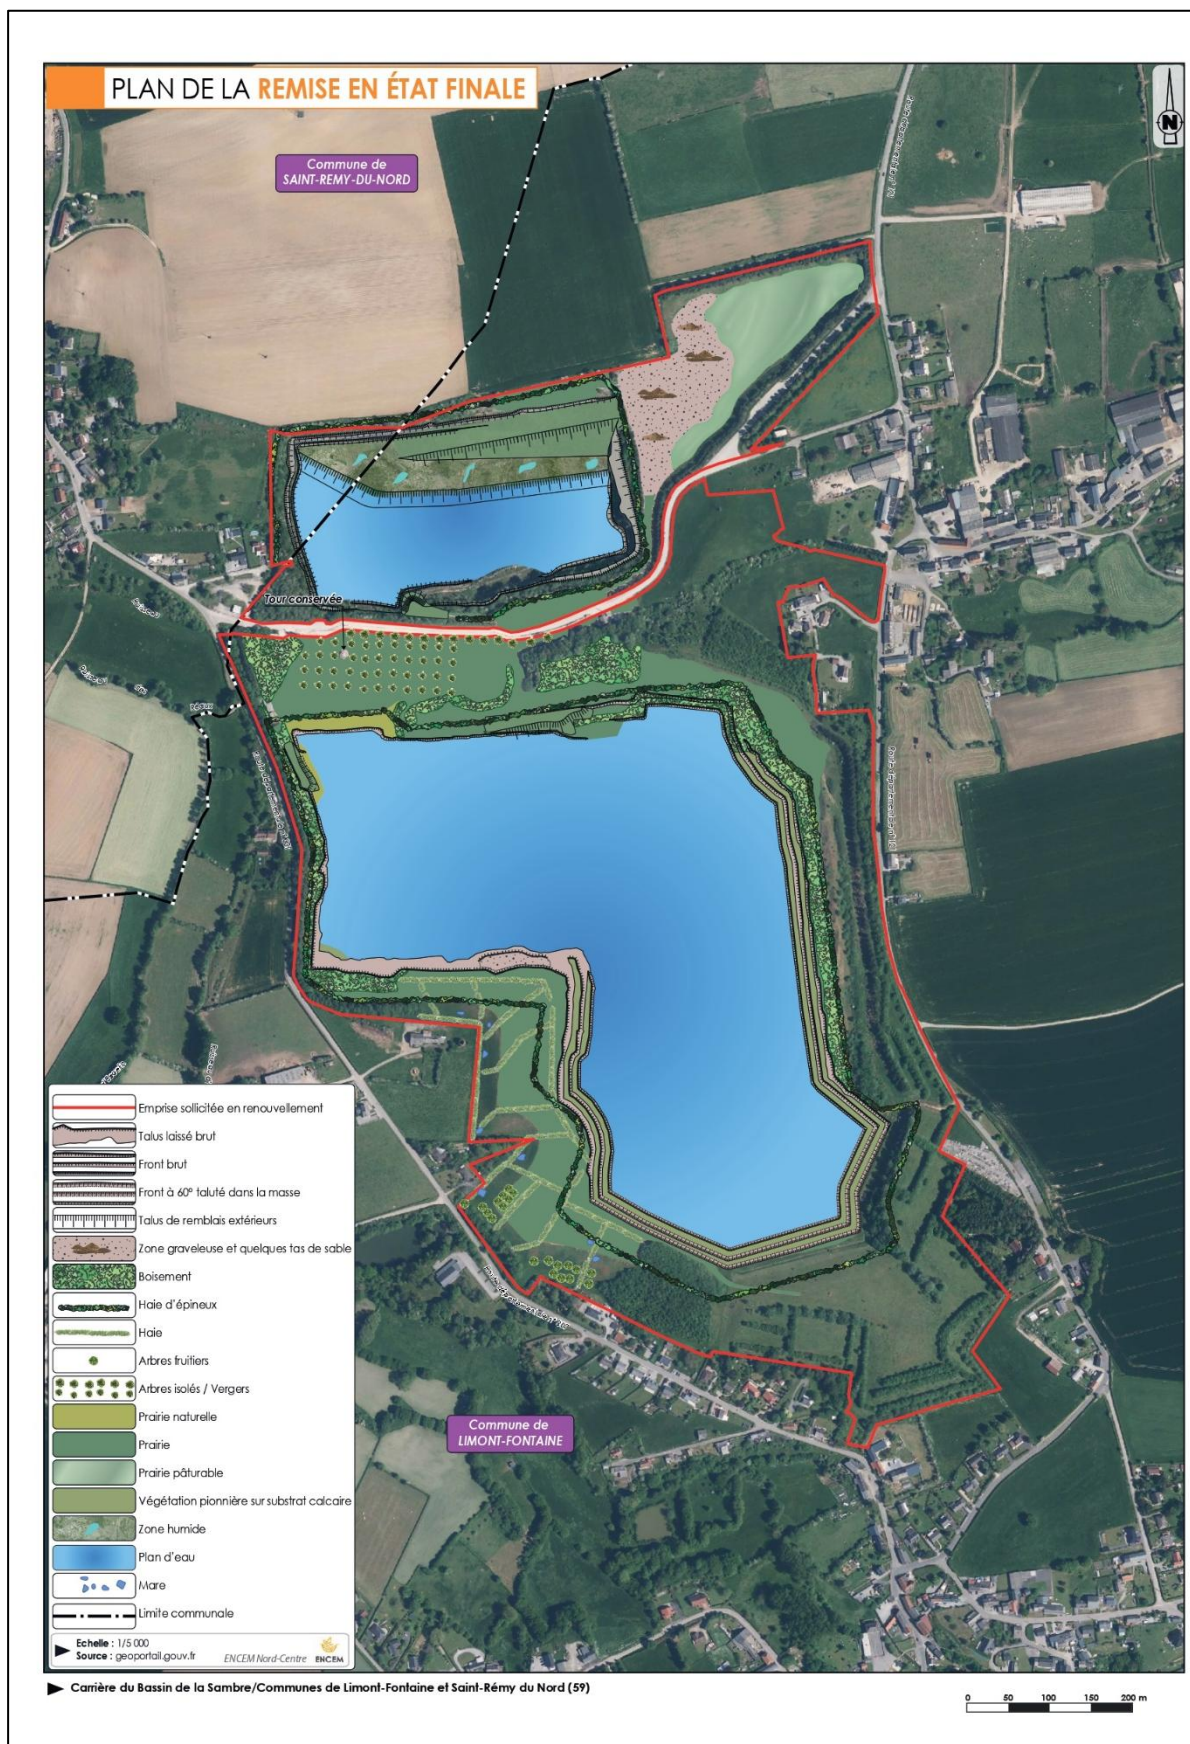 PLAN DE LA REMISE EN ÉTAT FINALE
N
Commune de
SAINT-REMY-DU-NORD
Tour conservée
Commune de
LIMONT-FONTAINE
Emprise sollicitée en renouvellement
Talus laissé brut
Front brut
Front à 60° taluté dans la masse
Talus de remblais extérieurs
Zone graveleuse et quelques tas de sable
Boisement
Haie d'épineux
Haie
Arbres fruitiers
Arbres isolés / Vergers
Prairie naturelle
Prairie
Prairie pâturable
Végétation pionnière sur substrat calcaire
Zone humide
Plan d'eau
Mare
Limite communale
Echelle : 1/5 000
Source : geoportail.gouv.fr
ENCEM Nord-Centre
ENCEM
Carrière du Bassin de la Sambre/Communes de Limont-Fontaine et Saint-Rémy du Nord (59)
0 50 100 150 200 m